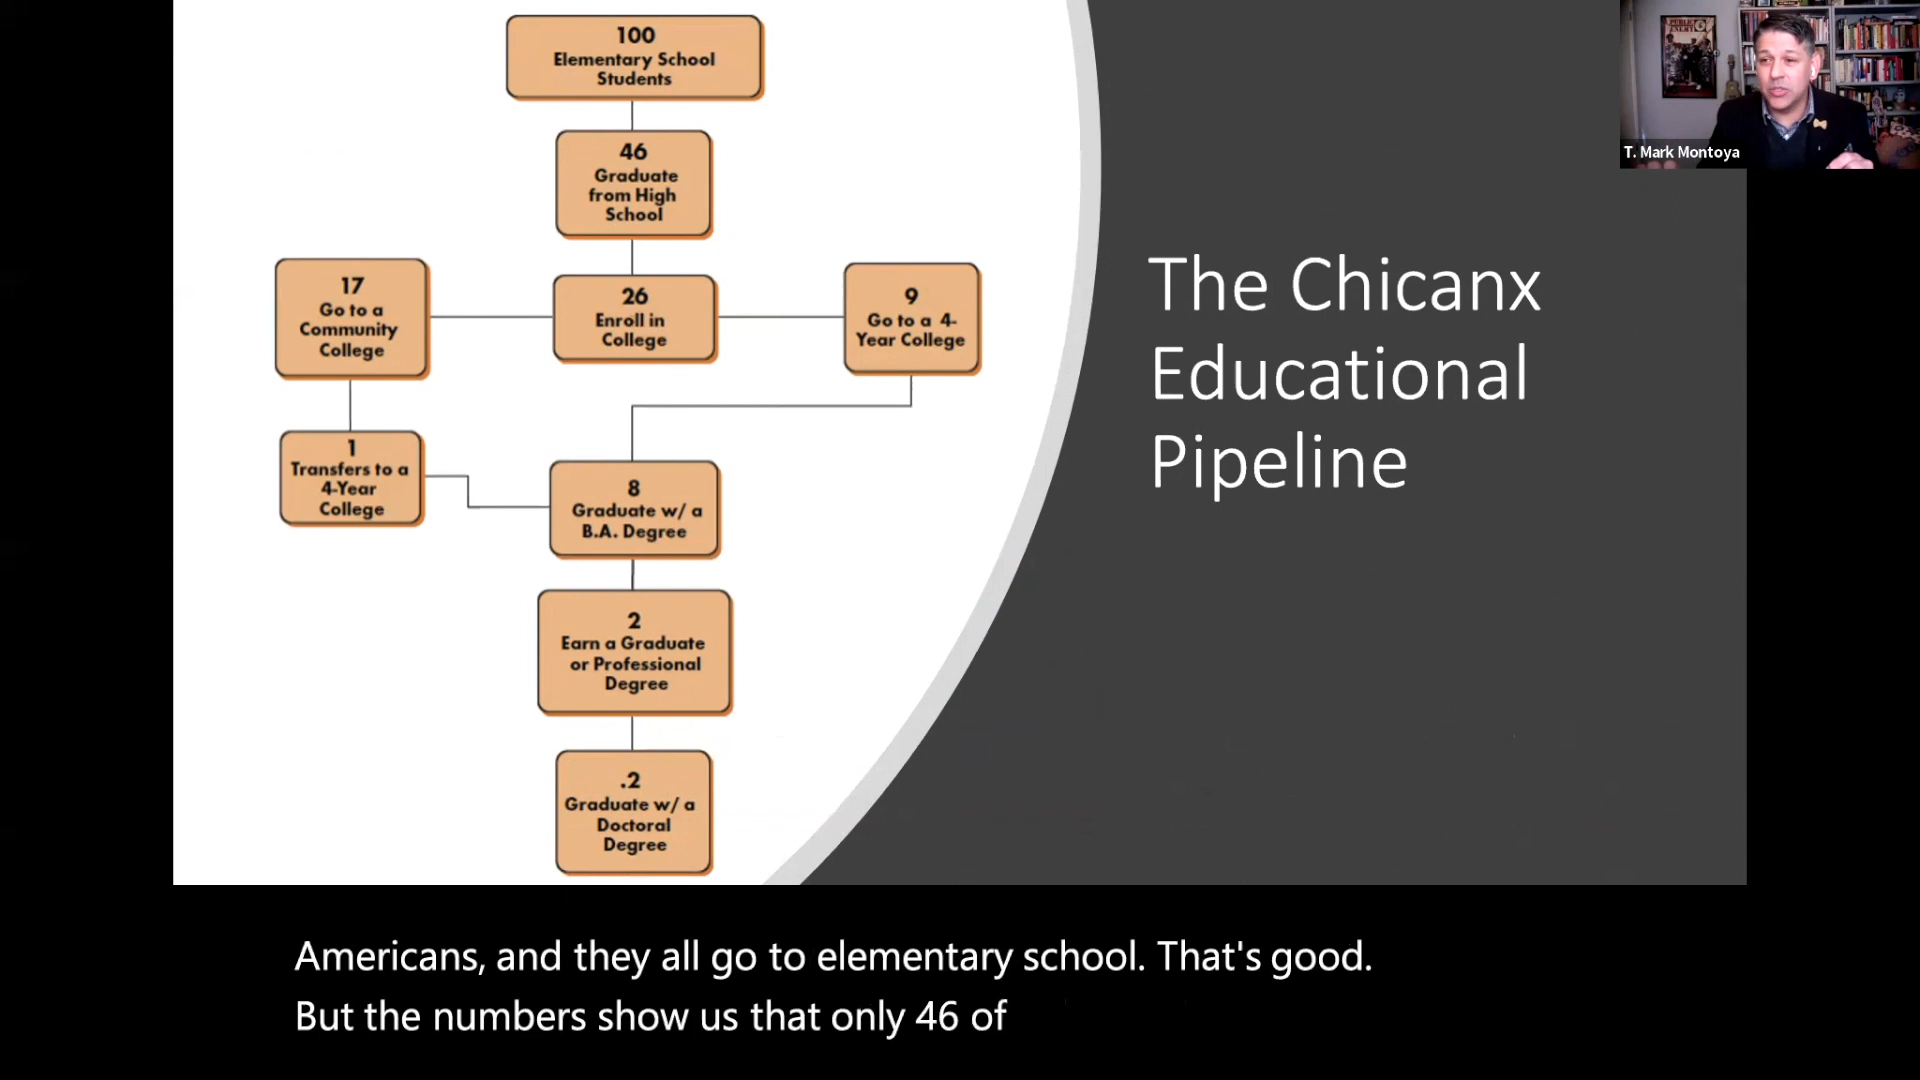 100
Elementary School
Students
46
Graduate
from High
School
17
Go to a
Community
College
26
Enroll in
College
9
Go to a 4-
Year College
1
Transfers to a
4-Year
College
8
Graduate w/ a
B.A. Degree
2
Earn a Graduate
or Professional
Degree
.2
Graduate w/ a
Doctoral
Degree
The Chicanx
Educational
Pipeline
PUBLIC
ENEMY
T. Mark Montoya
Americans, and they all go to elementary school. That's good.
But the numbers show us that only 46 of